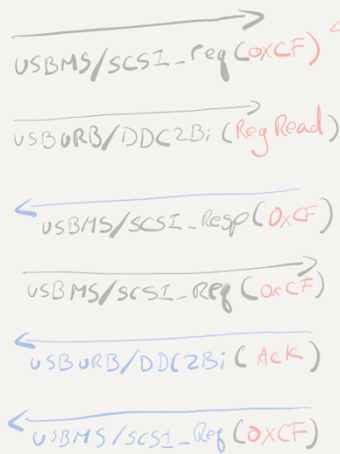 USBMS/SCSI_req (0XCF)
USBURB/DDC2Bi (Reg Read)
USBMS/SCSI_Resp (0xCF)
USBMS/SCSI_Req (0xCF)
USBURB/DDC2Bi (Ack)
USBMS/SCSI_Req (0XCF)